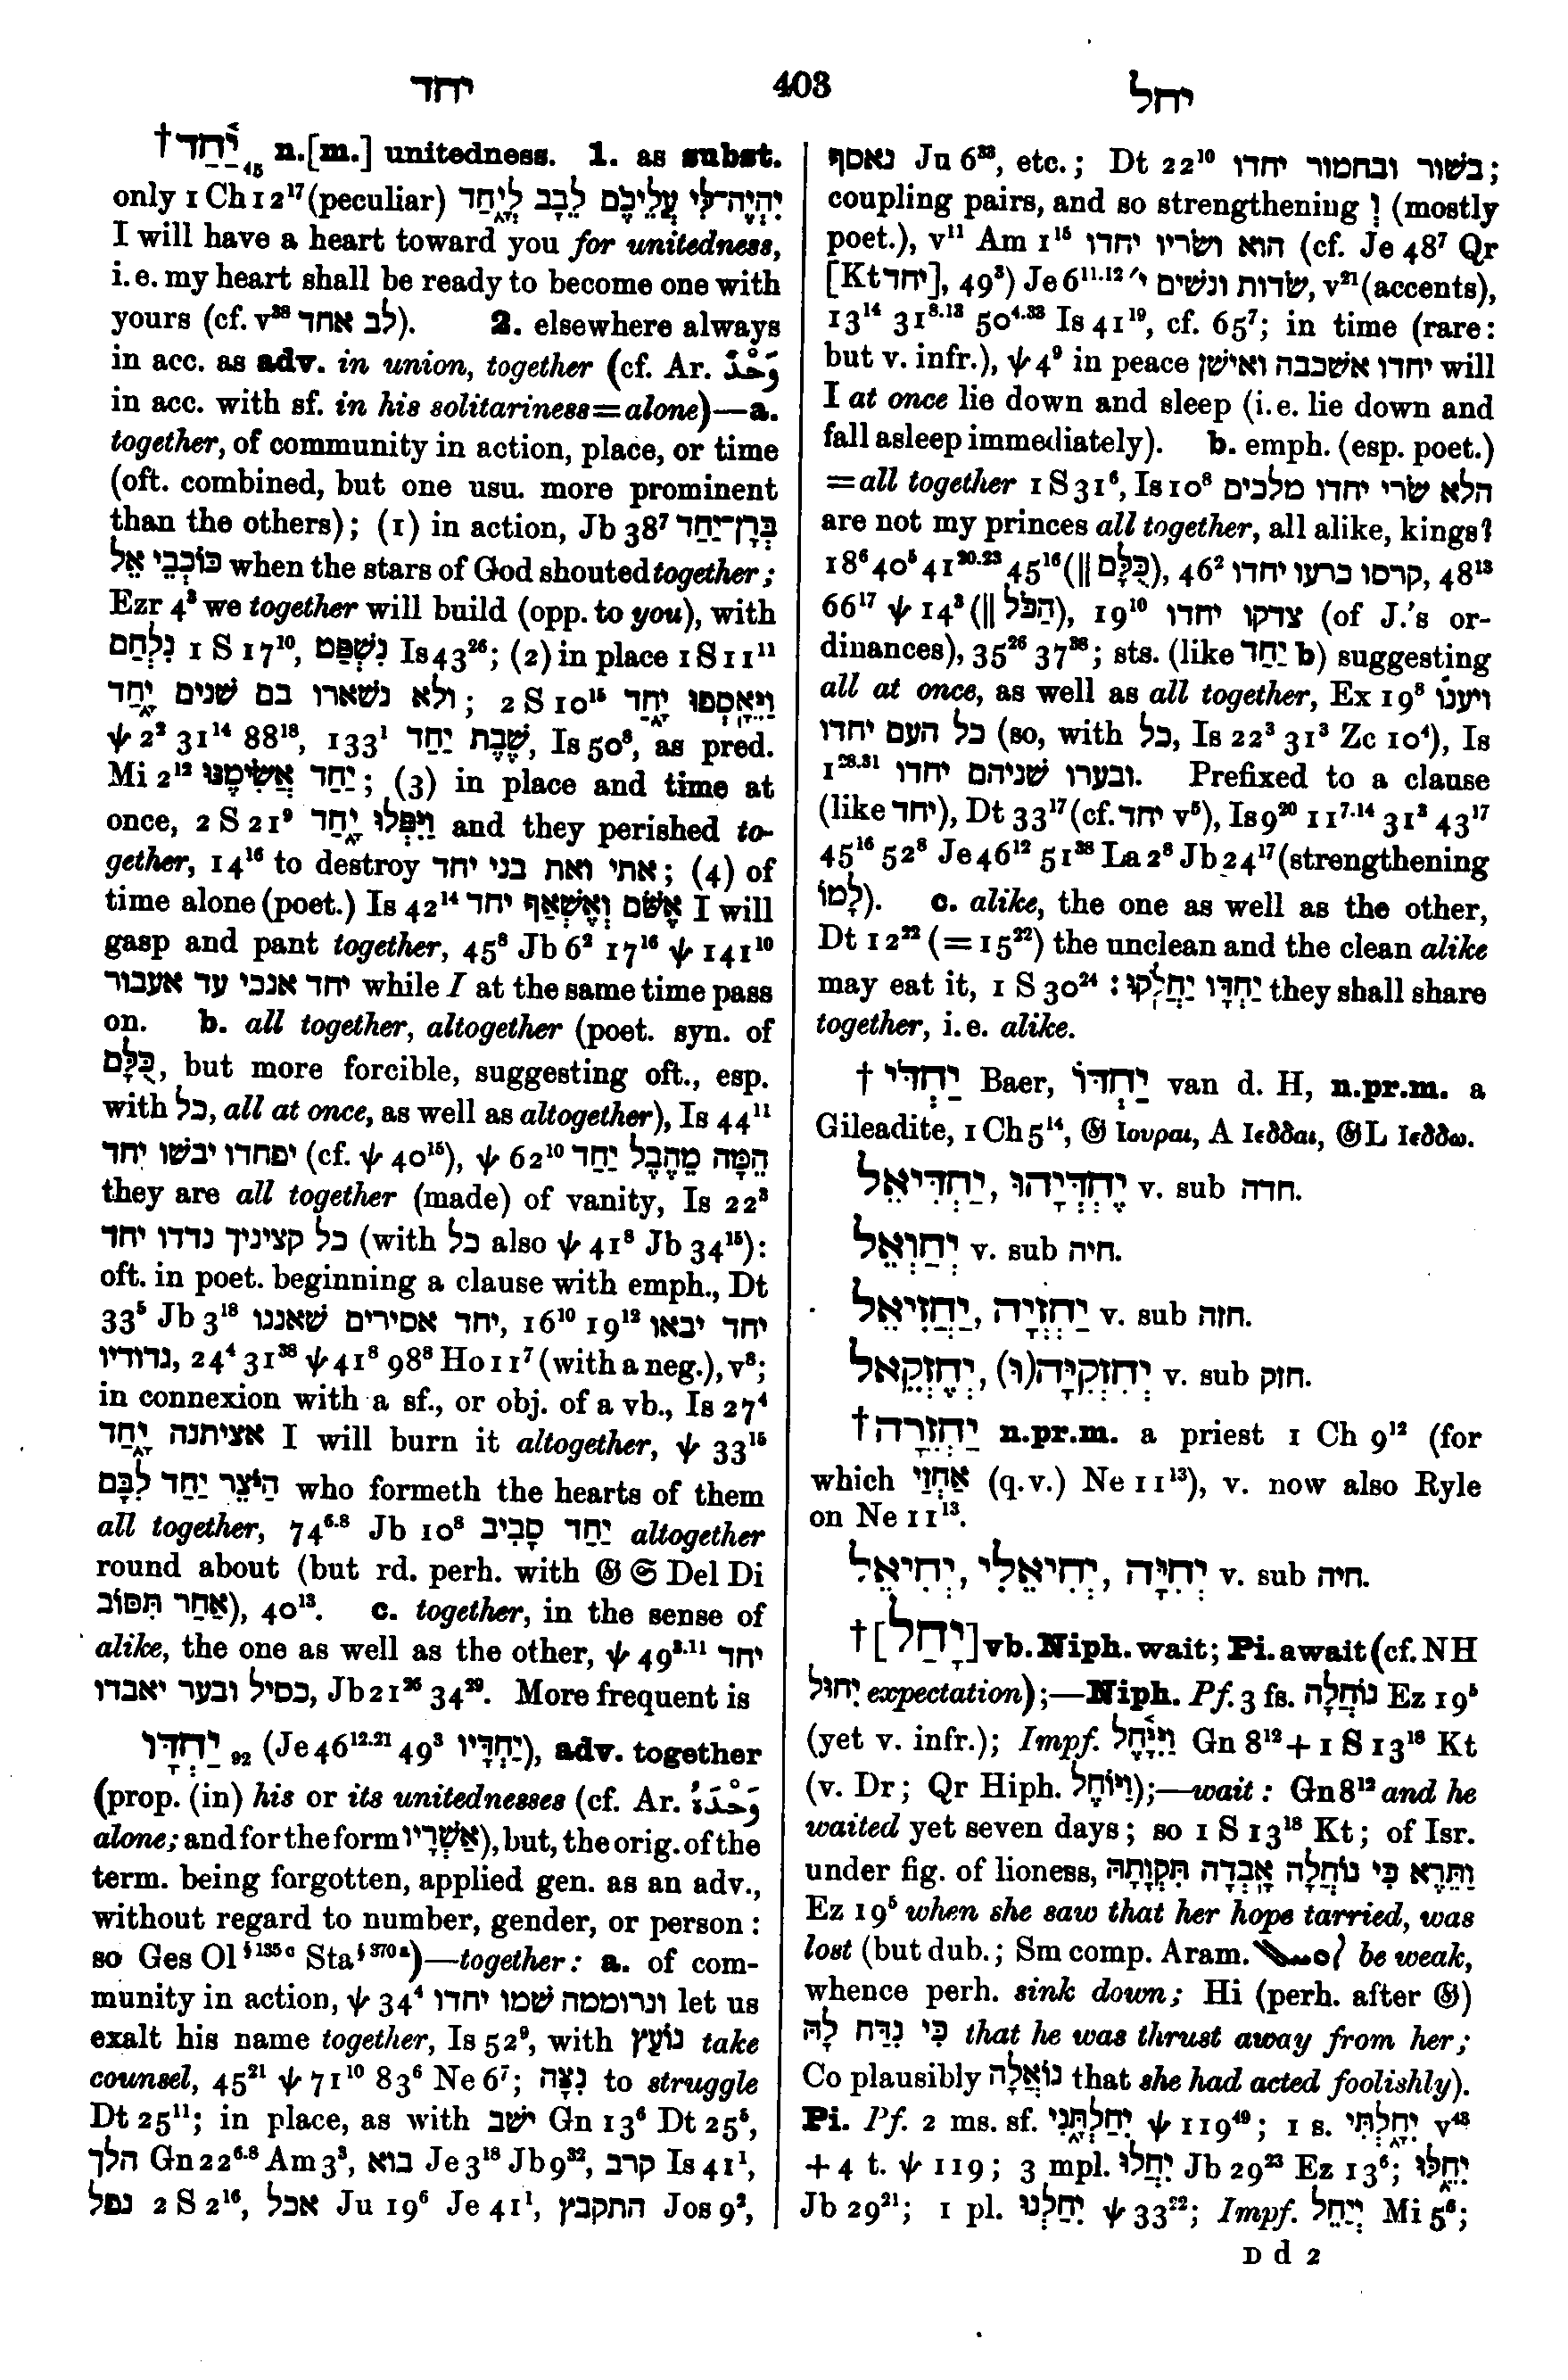 יחד 403 יחל
†יַ֫חַד 45 n.[m.] unitedness. 1. as subst.
only 1 Ch 12¹⁷ (peculiar) יִהְיֶה־לִּי עֲלֵיכֶם לֵבָב לְיָ֑חַד
I will have a heart toward you for unitedness,
i.e. my heart shall be ready to become one with
yours (cf. v³⁸ לב אחד). 2. elsewhere always
in acc. as adv. in union, together (cf. Ar. وَحْدَ
in acc. with sf. in his solitariness=alone)—a.
together, of community in action, place, or time
(oft. combined, but one usu. more prominent
than the others); (1) in action, Jb 38⁷ בְּרָן־יַחַד
כּוֹכְבֵי אֵל when the stars of God shouted together;
Ezr 4³ we together will build (opp. to you), with
נִלְחַם 1 S 17¹⁰, נִשְׁפַּט Is 43²⁶; (2) in place 1 S 11¹¹
ולא נשׁארו בם שׁנים יָ֑חַד; 2 S 10¹⁵ וַיֵּאָסְפוּ יָ֑חַד
ψ 2² 31¹⁴ 88¹⁸, 133¹ שֶׁבֶת יַחַד, Is 50⁸, as pred.
Mi 2¹² יַחַד אֲשִׂימֶנּוּ; (3) in place and time at
once, 2 S 21⁹ וַיִּפְּלוּ יָ֑חַד and they perished to-
gether, 14¹⁶ to destroy אתי ואת בני יחד; (4) of
time alone (poet.) Is 42¹⁴ אֶשֹּׁם וְאֶשְׁאַף יחד I will
gasp and pant together, 45⁸ Jb 6² 17¹⁶ ψ 141¹⁰
יחד אנכי עד אעבור while I at the same time pass
on. b. all together, altogether (poet. syn. of
כֻּלָּם, but more forcible, suggesting oft., esp.
with כל, all at once, as well as altogether), Is 44¹¹
יפחדו יבשׁו יחד (cf. ψ 40¹⁵), ψ 62¹⁰ הֵמָּה מֵהֶבֶל יַחַד
they are all together (made) of vanity, Is 22³
כל קציניך נדדו יחד (with כל also ψ 41⁸ Jb 34¹⁵):
oft. in poet. beginning a clause with emph., Dt
33⁵ Jb 3¹⁸ יחד אסירים שׁאננו, 16¹⁰ 19¹² יחד יבאו
גדודיו, 24⁴ 31³⁸ ψ 41⁸ 98⁸ Ho 11⁷ (with a neg.), v⁸;
in connexion with a sf., or obj. of a vb., Is 27⁴
אציתנה יָּ֑חַד I will burn it altogether, ψ 33¹⁵
הַיֹּצֵר יַחַד לִבָּם who formeth the hearts of them
all together, 74⁶·⁸ Jb 10⁸ יַחַד סָבִיב altogether
round about (but rd. perh. with 𝔊 𝔖 Del Di
אַחַר תִּסּוֹב), 40¹³. c. together, in the sense of
alike, the one as well as the other, ψ 49³·¹¹ יחד
כסיל ובער יאבדו, Jb 21²⁶ 34²⁹. More frequent is
יַחְדָּו 92 (Je 46¹²·²¹ 49³ יַחְדָּיו), adv. together
(prop. (in) his or its unitednesses (cf. Ar. وَحْدَهُ
alone; and for the form אַשְׁרָיו), but, the orig. of the
term. being forgotten, applied gen. as an adv.,
without regard to number, gender, or person:
so Ges Ol§ 135 c Sta§ 370 a)—together: a. of com-
munity in action, ψ 34⁴ ונרוממה שׁמו יחדו let us
exalt his name together, Is 52⁹, with נוֹעֵץ take
counsel, 45²¹ ψ 71¹⁰ 83⁶ Ne 6⁷; נִצָּה to struggle
Dt 25¹¹; in place, as with ישׁב Gn 13⁶ Dt 25⁵,
הלך Gn 22⁶·⁸ Am 3³, בוא Je 3¹⁸ Jb 9³², קרב Is 41¹,
נפל 2 S 2¹⁶, אכל Ju 19⁶ Je 41¹, התקבץ Jos 9²,
נאסף Ju 6³³, etc.; Dt 22¹⁰ בשׁור ובחמור יחדו;
coupling pairs, and so strengthening וְ (mostly
poet.), v¹¹ Am 1¹⁵ הוא ושׂריו יחדו (cf. Je 48⁷ Qr
[Kt יחד], 49³) Je 6¹¹·¹² שׂדות ונשׁים י׳, v²¹ (accents),
13¹⁴ 31⁸·¹³ 50⁴·³³ Is 41¹⁹, cf. 65⁷; in time (rare:
but v. infr.), ψ 4⁹ in peace יחדו אשׁכבה ואישׁן will
I at once lie down and sleep (i.e. lie down and
fall asleep immediately). b. emph. (esp. poet.)
=all together 1 S 31⁶, Is 10⁸ הלא שׂרי יחדו מלכים
are not my princes all together, all alike, kings?
18⁶ 40⁵ 41²⁰·²³ 45¹⁶ (∥ כֻּלָּם), 46² קרסו כרעו יחדו, 48¹³
66¹⁷ ψ 14³ (∥ הַכֹּל), 19¹⁰ צדקו יחדו (of J.'s or-
dinances), 35²⁶ 37³⁸; sts. (like יַחַד b) suggesting
all at once, as well as all together, Ex 19⁸ ויענוּ
כל העם יחדו (so, with כל, Is 22³ 31³ Zc 10⁴), Is
1²⁸·³¹ ובערו שׁניהם יחדו. Prefixed to a clause
(like יחד), Dt 33¹⁷ (cf. יחד v⁵), Is 9²⁰ 11⁷·¹⁴ 31³ 43¹⁷
45¹⁶ 52⁸ Je 46¹² 51³⁸ La 2⁸ Jb 24¹⁷ (strengthening
לָמוֹ). c. alike, the one as well as the other,
Dt 12²² (=15²²) the unclean and the clean alike
may eat it, 1 S 30²⁴ יַחְדָּו יַחֲלֹקוּ׃ they shall share
together, i.e. alike.
† יַחְדַּי Baer, יַחְדּוֹ van d. H, n.pr.m. a
Gileadite, 1 Ch 5¹⁴, 𝔊 Ιουραι, A Ιεδδαι, 𝔊L Ιεδδω.
יֶחְדְּיָהוּ, יַחְדִּיאֵל v. sub חדה.
יַחֲוִאֵל v. sub חיה.
יַחְזְיָה, יַחֲזִיאֵל v. sub חזה.
יְחִזְקִיָּה(וּ), יְחֶזְקֵאל v. sub חזק.
†יַחְזֵרָה n.pr.m. a priest 1 Ch 9¹² (for
which אַחְזַי (q.v.) Ne 11¹³), v. now also Ryle
on Ne 11¹³.
יְחִיָּה, יְחִיאֵלִי, יְחִיאֵל v. sub חיה.
†[יָחַל] vb. Niph. wait; Pi. await (cf. NH
יִחוּל expectation);—Niph. Pf. 3 fs. נוֹחֲלָה Ez 19⁵
(yet v. infr.); Impf. וַיִּיָּ֫חֶל Gn 8¹² + 1 S 13¹⁸ Kt
(v. Dr; Qr Hiph. וַיּוֹחֶל);—wait: Gn 8¹² and he
waited yet seven days; so 1 S 13¹⁸ Kt; of Isr.
under fig. of lioness, וַתֵּרֶא כִּי נוֹחֲלָה אָבְדָה תִּקְוָתָהּ
Ez 19⁵ when she saw that her hope tarried, was
lost (but dub.; Sm comp. Aram. be weak,
whence perh. sink down; Hi (perh. after 𝔊)
כִּי נִדַּח לָהּ that he was thrust away from her;
Co plausibly נוֹאֲלָה that she had acted foolishly).
Pi. Pf. 2 ms. sf. יִחַלְתָּ֑נִי ψ 119⁴⁹; 1 s. יִחָ֑לְתִּי v⁴³
+ 4 t. ψ 119; 3 mpl. יִחֲלוּ Jb 29²³ Ez 13⁶; יִחֵ֑לּוּ
Jb 29²¹; 1 pl. יִחַלְנוּ ψ 33²²; Impf. יְיַחֵל Mi 5⁶;
D d 2